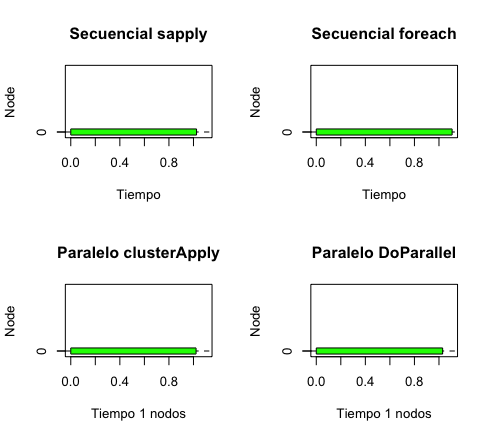 Secuencial sapply
Node
0
0.0 0.4 0.8
Tiempo
Secuencial foreach
Node
0
0.0 0.4 0.8
Tiempo
Paralelo clusterApply
Node
0
0.0 0.4 0.8
Tiempo 1 nodos
Paralelo DoParallel
Node
0
0.0 0.4 0.8
Tiempo 1 nodos